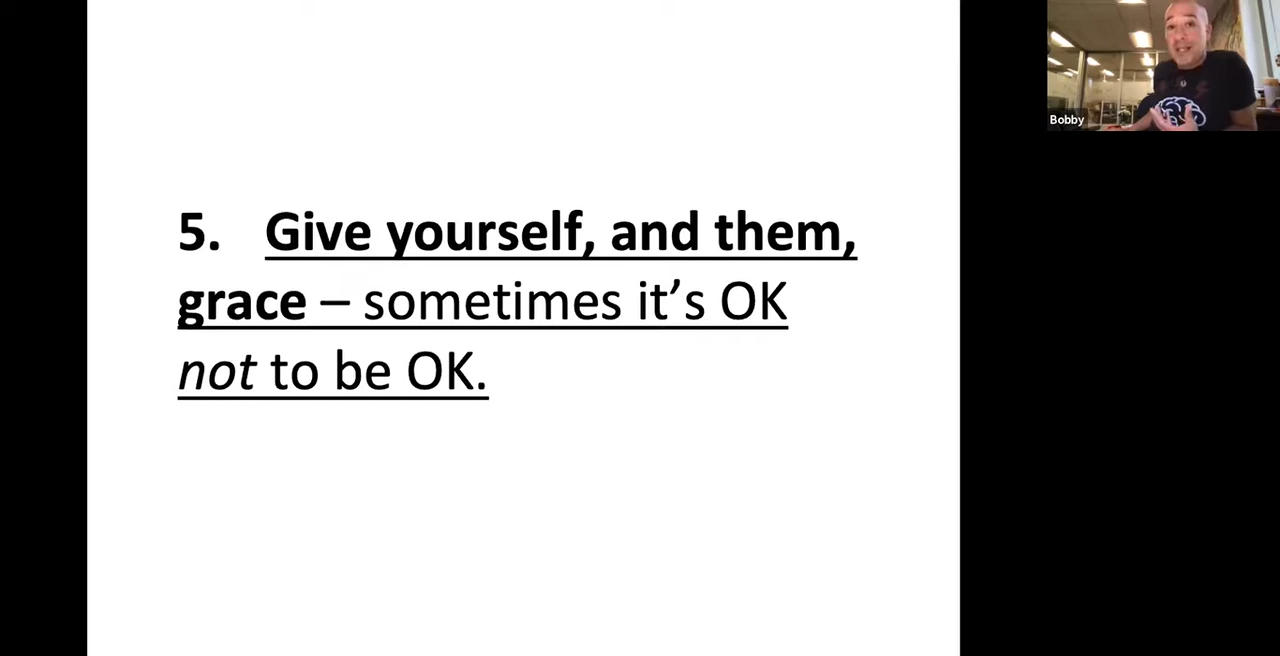 5. Give yourself, and them,
grace – sometimes it’s OK
not to be OK.
Bobby